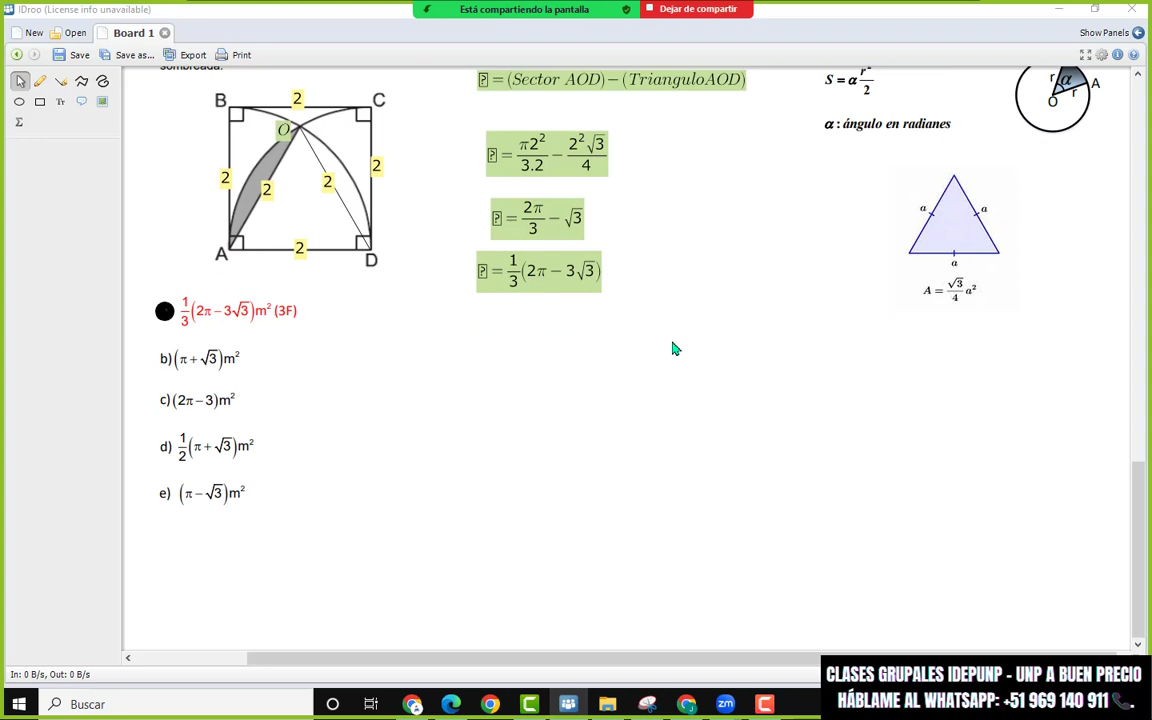 IDroo (License info unavailable)
Está compartiendo la pantalla
Dejar de compartir
New Open Board 1 Show Panels
Save Save as... Export Print
sombreada.
B 2 C
O
2 2 2 2
A 2 D
= (Sector AOD) − (TrianguloAOD)
= π2²/3.2 − 2²√3/4
= 2π/3 − √3
= 1/3(2π − 3√3)
S = α r²/2
r α A
O r
α : ángulo en radianes
a a
a
A = √3/4 a²
1/3(2π − 3√3)m² (3F)
b) (π + √3)m²
c) (2π − 3)m²
d) 1/2(π + √3)m²
e) (π − √3)m²
Tr
Σ
In: 0 B/s, Out: 0 B/s
Buscar
zm
CLASES GRUPALES IDEPUNP - UNP A BUEN PRECIO
HÁBLAME AL WHATSAPP: +51 969 140 911